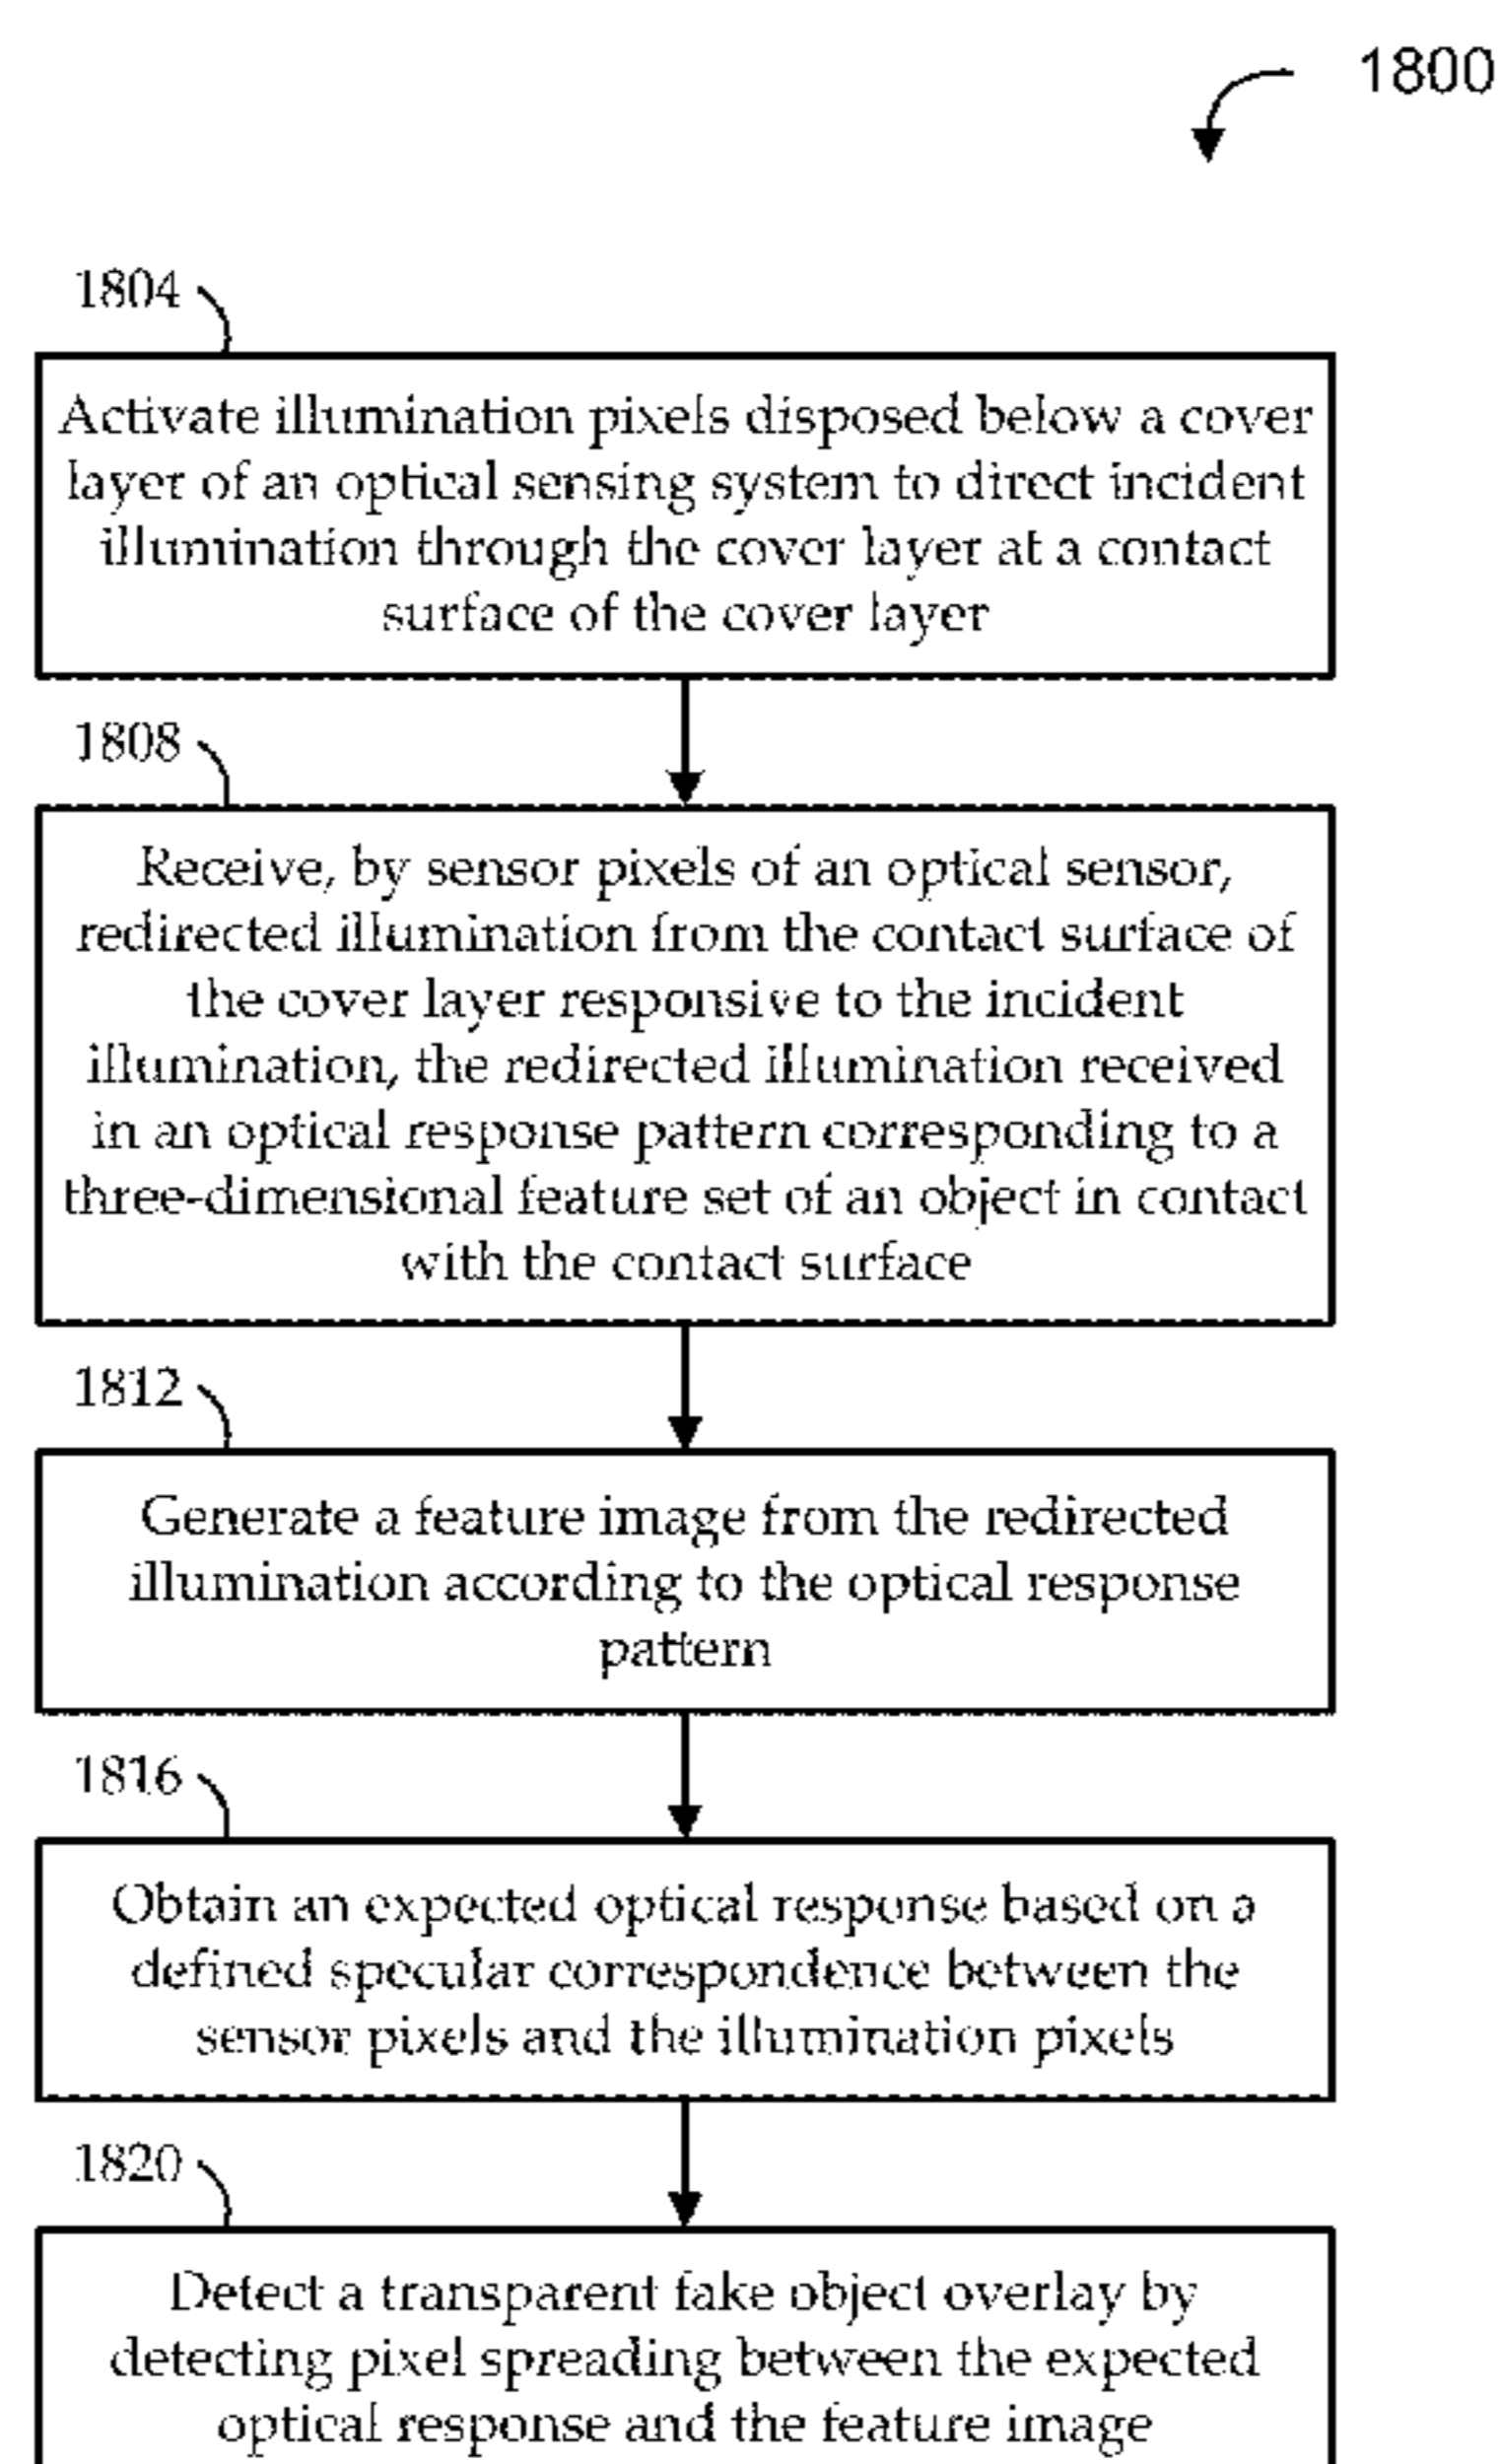 1800
1804
Activate illumination pixels disposed below a cover
layer of an optical sensing system to direct incident
illumination through the cover layer at a contact
surface of the cover layer
1808
Receive, by sensor pixels of an optical sensor,
redirected illumination from the contact surface of
the cover layer responsive to the incident
illumination, the redirected illumination received
in an optical response pattern corresponding to a
three-dimensional feature set of an object in contact
with the contact surface
1812
Generate a feature image from the redirected
illumination according to the optical response
pattern
1816
Obtain an expected optical response based on a
defined specular correspondence between the
sensor pixels and the illumination pixels
1820
Detect a transparent fake object overlay by
detecting pixel spreading between the expected
optical response and the feature image